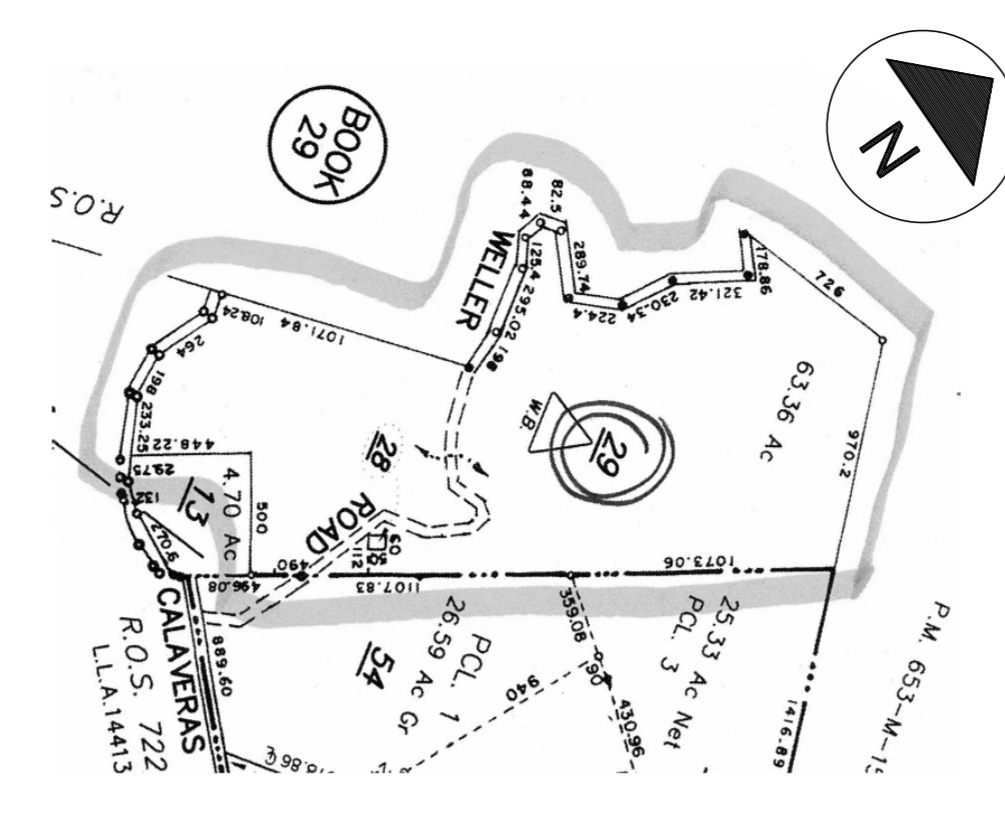 BOOK
29
N
R.O.S
88.44
82.5
WELLER
125.4
295.02
198
289.74
224.4
230.34
321.42
178.86
726
970.2
63.36 Ac
108.24
1071.84
264
198
233.25
448.22
29.75
132
270.6
4.70 Ac
13
500
28
W.B.
29
ROAD
60
112
490'
496.08
1107.83
1073.06
CALAVERAS
889.60
R.O.S. 722
L.L.A.14413
PCL. 1
26.59 Ac Gr
54
359.08
90
430.96
940
PCL. 3
25.33 Ac Net
1416.89
P.M. 653-M-